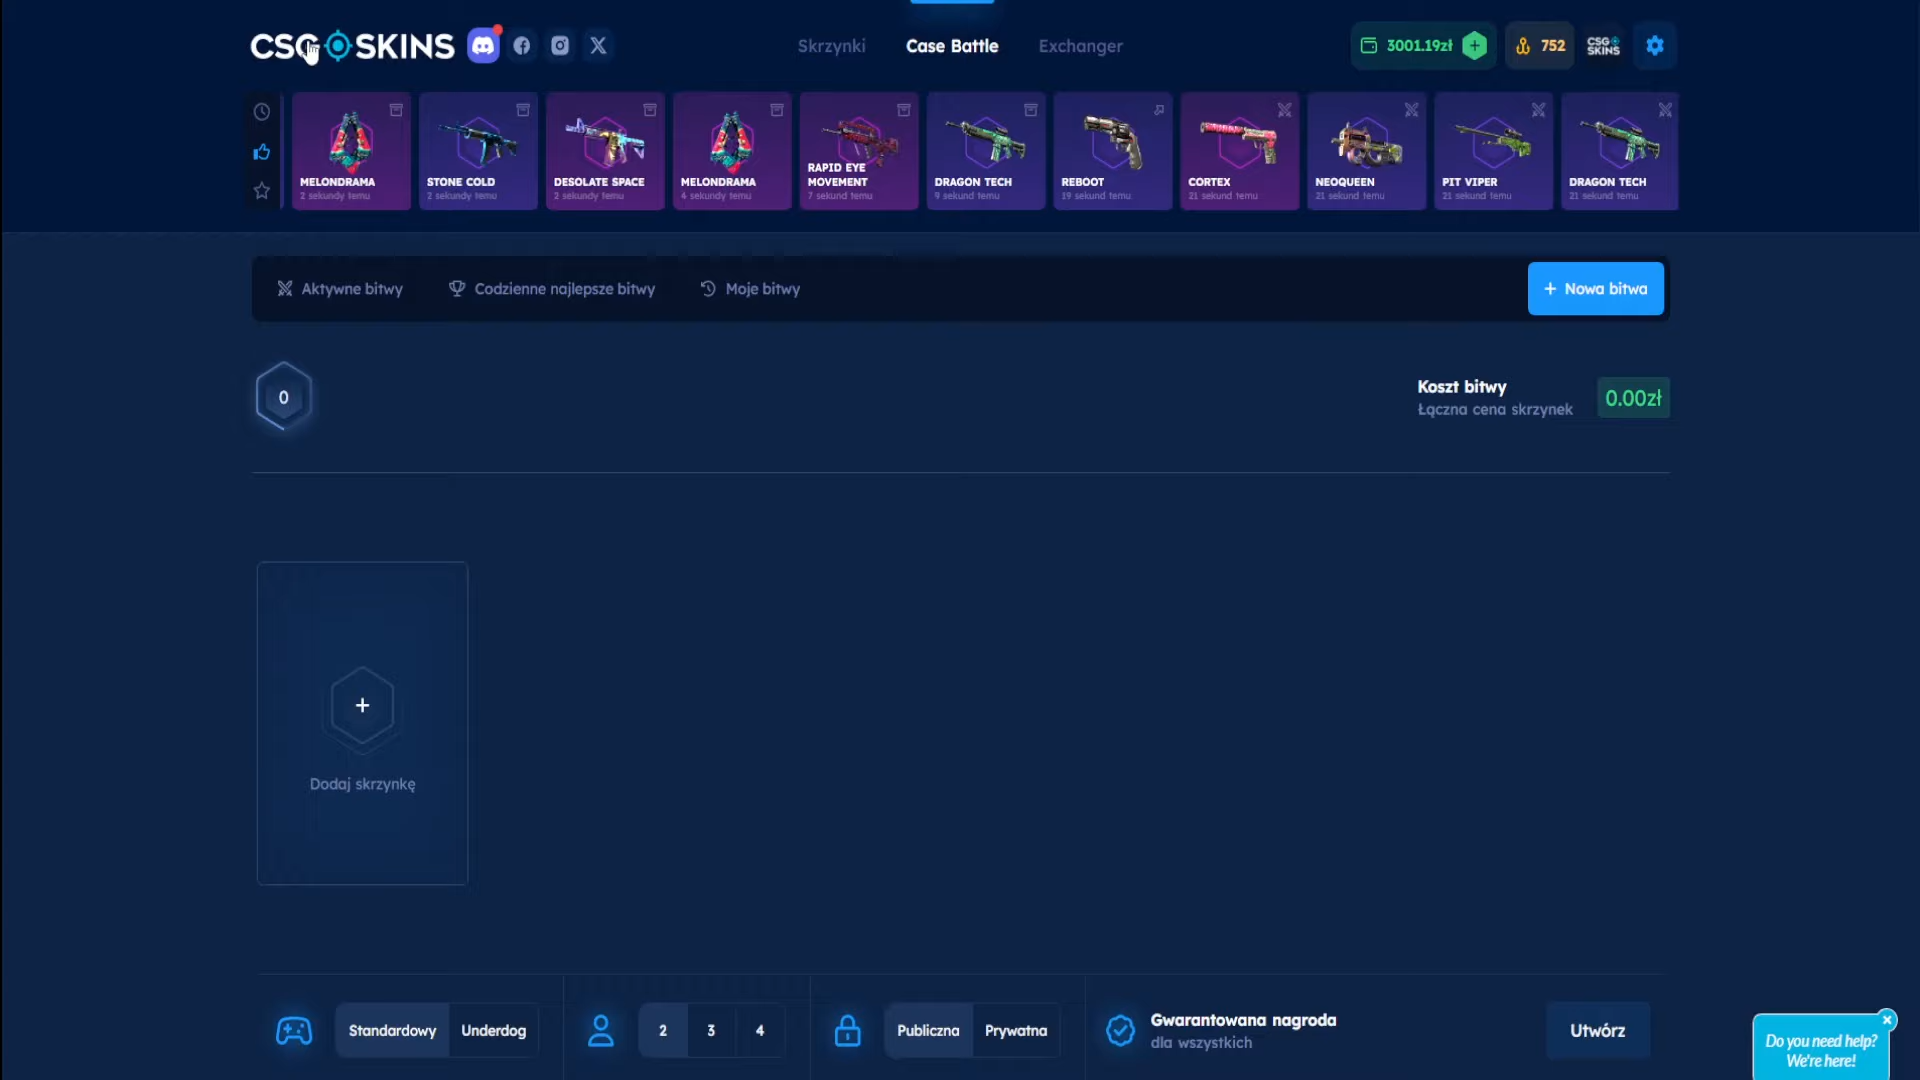 CSGO SKINS
Skrzynki
Case Battle
Exchanger
3001.19zł
752
CSGO SKINS
MELONDRAMA
2 sekundy temu
STONE COLD
2 sekundy temu
DESOLATE SPACE
2 sekundy temu
MELONDRAMA
4 sekundy temu
RAPID EYE
MOVEMENT
7 sekund temu
DRAGON TECH
9 sekund temu
REBOOT
19 sekund temu
CORTEX
21 sekund temu
NEOQUEEN
21 sekund temu
PIT VIPER
21 sekund temu
DRAGON TECH
21 sekund temu
Aktywne bitwy
Codzienne najlepsze bitwy
Moje bitwy
+ Nowa bitwa
0
Koszt bitwy
Łączna cena skrzynek
0.00zł
+
Dodaj skrzynkę
Standardowy
Underdog
2
3
4
Publiczna
Prywatna
Gwarantowana nagroda
dla wszystkich
Utwórz
Do you need help?
We're here!